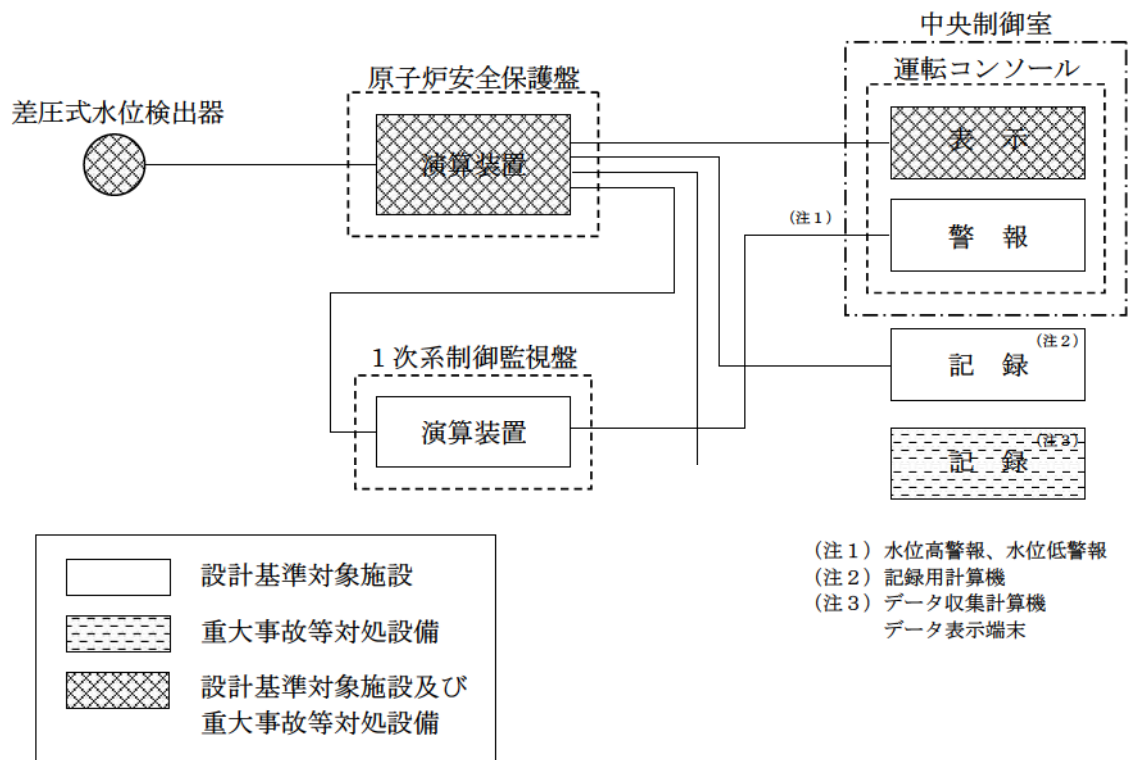 中央制御室
原子炉安全保護盤
運転コンソール
差圧式水位検出器
演算装置
表　示
(注１)
警　報
１次系制御監視盤
演算装置
(注２)
記　録
(注３)
記　録
設計基準対象施設
重大事故等対処設備
設計基準対象施設及び
重大事故等対処設備
(注１) 水位高警報、水位低警報
(注２) 記録用計算機
(注３) データ収集計算機
データ表示端末